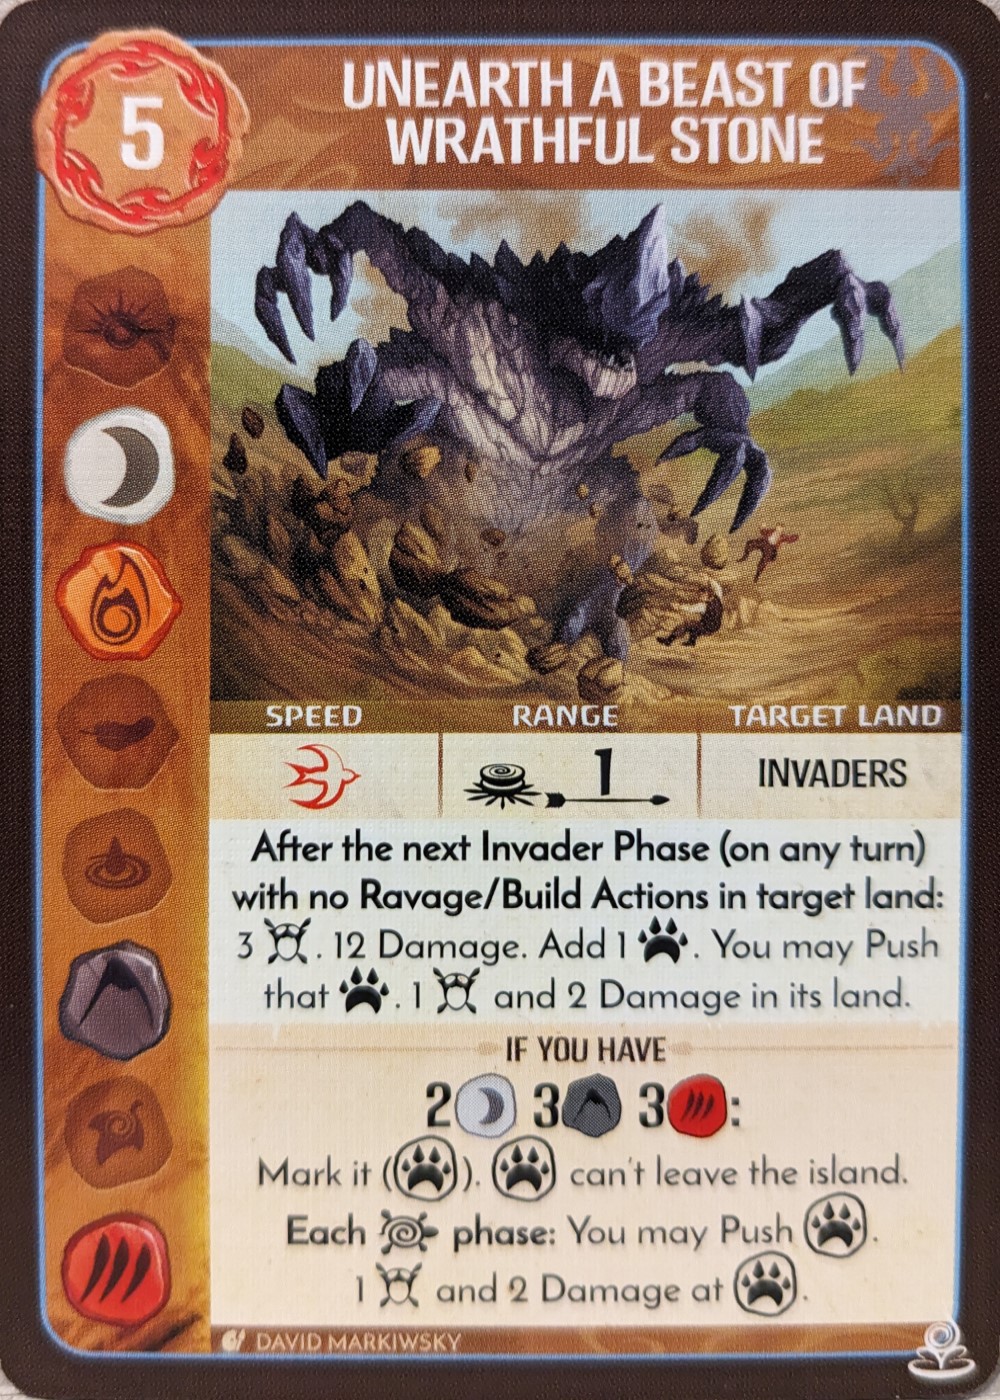 5
UNEARTH A BEAST OF
WRATHFUL STONE
SPEED RANGE TARGET LAND
1 INVADERS
After the next Invader Phase (on any turn)
with no Ravage/Build Actions in target land:
3 . 12 Damage. Add 1 . You may Push
that . 1 and 2 Damage in its land.
IF YOU HAVE
2 3 3 :
Mark it ( ). can't leave the island.
Each phase: You may Push .
1 and 2 Damage at .
DAVID MARKIWSKY